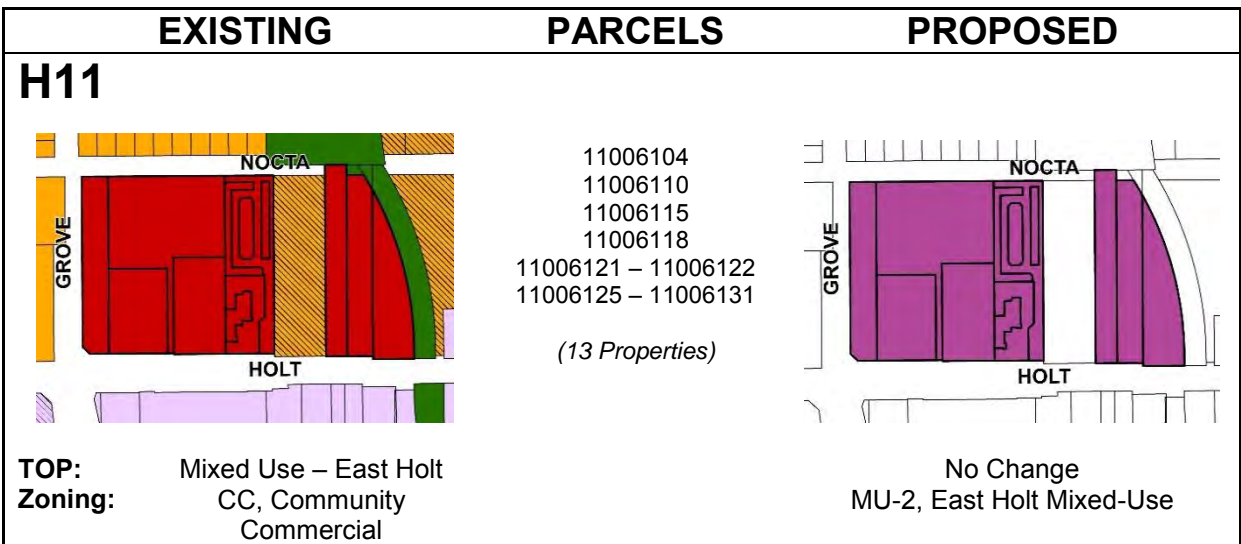 EXISTING PARCELS PROPOSED
H11
NOCTA
GROVE
HOLT
11006104
11006110
11006115
11006118
11006121 – 11006122
11006125 – 11006131
(13 Properties)
NOCTA
GROVE
HOLT
TOP: Mixed Use – East Holt
Zoning: CC, Community
Commercial
No Change
MU-2, East Holt Mixed-Use